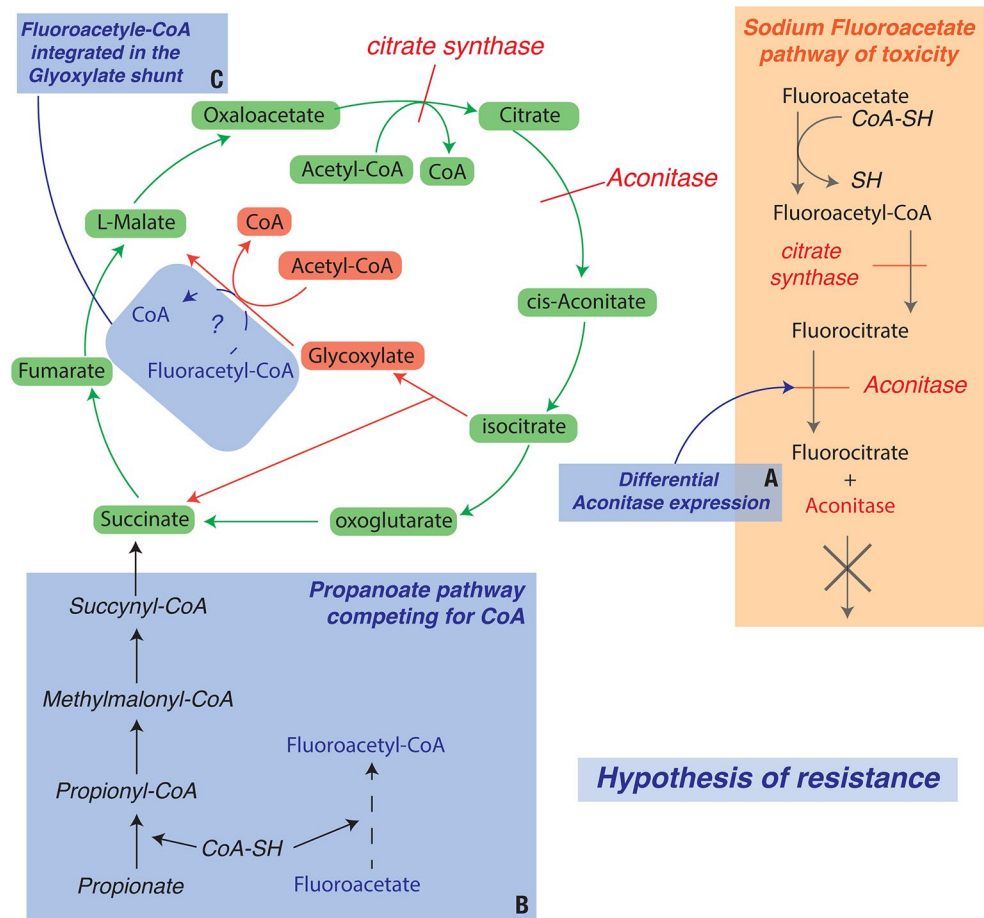 Fluoroacetyle-CoA
integrated in the
Glyoxylate shunt
C
citrate synthase
Oxaloacetate
Citrate
Acetyl-CoA
CoA
Aconitase
L-Malate
CoA
Acetyl-CoA
cis-Aconitate
CoA
?
Fluoracetyl-CoA
Glycoxylate
Fumarate
isocitrate
Succinate
oxoglutarate
Sodium Fluoroacetate
pathway of toxicity
Fluoroacetate
CoA-SH
SH
Fluoroacetyl-CoA
citrate
synthase
Fluorocitrate
Aconitase
Differential
Aconitase expression
A
Fluorocitrate
+
Aconitase
Propanoate pathway
competing for CoA
Succynyl-CoA
Methylmalonyl-CoA
Fluoroacetyl-CoA
Propionyl-CoA
CoA-SH
Propionate
Fluoroacetate
B
Hypothesis of resistance